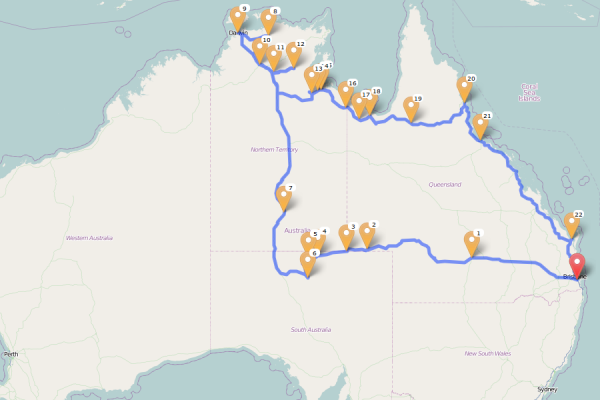 9
8
Darwin
10
11
12
13
4
1
16
17
18
19
20
Coral
Sea
Islands
21
Northern Territory
7
Queensland
22
Australia
5
4
3
2
1
6
Western Australia
Brisbane
South Australia
New South Wales
Perth
Sydney